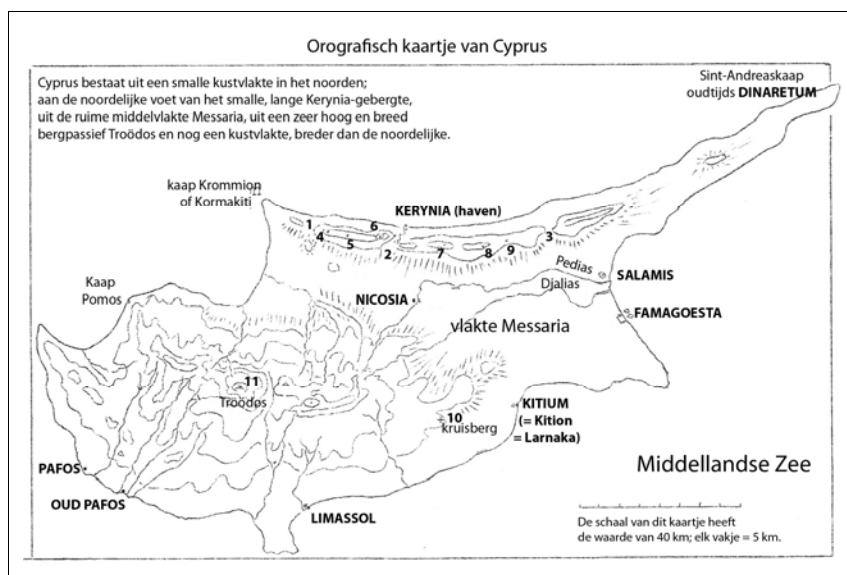 Orografisch kaartje van Cyprus
Cyprus bestaat uit een smalle kustvlakte in het noorden;
aan de noordelijke voet van het smalle, lange Kerynia-gebergte,
uit de ruime middelvlakte Messaria, uit een zeer hoog en breed
bergpassief Troödos en nog een kustvlakte, breder dan de noordelijke.
Sint-Andreaskaap
oudtijds DINARETUM
kaap Krommion
of Kormakiti
KERYNIA (haven)
1
4
5
6
2
7
8
9
3
Kaap
Pomos
NICOSIA
Pedias
Djalias
SALAMIS
FAMAGOESTA
vlakte Messaria
11
Troödos
10
kruisberg
KITIUM
(= Kition
= Larnaka)
PAFOS
OUD PAFOS
LIMASSOL
Middellandse Zee
De schaal van dit kaartje heeft
de waarde van 40 km; elk vakje = 5 km.